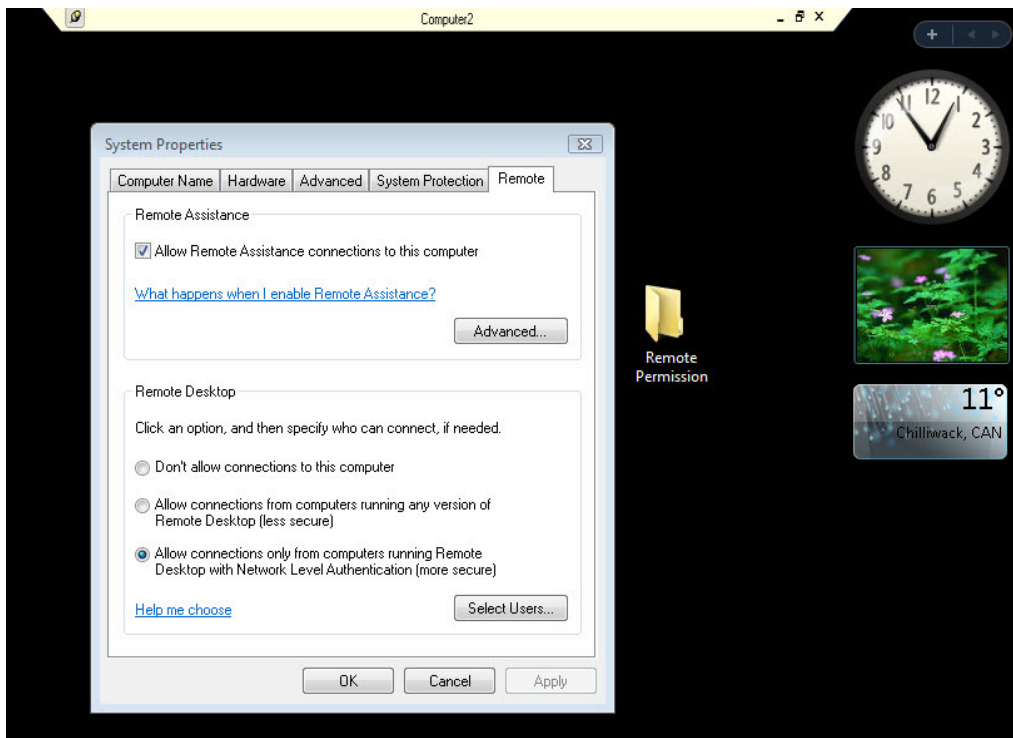 Computer2
System Properties
Computer Name Hardware Advanced System Protection Remote
Remote Assistance
Allow Remote Assistance connections to this computer
What happens when I enable Remote Assistance?
Advanced...
Remote Desktop
Click an option, and then specify who can connect, if needed.
Don't allow connections to this computer
Allow connections from computers running any version of
Remote Desktop (less secure)
Allow connections only from computers running Remote
Desktop with Network Level Authentication (more secure)
Help me choose
Select Users...
OK Cancel Apply
Remote
Permission
12
1
2
3
4
5
6
7
8
9
10
11
11°
Chilliwack, CAN